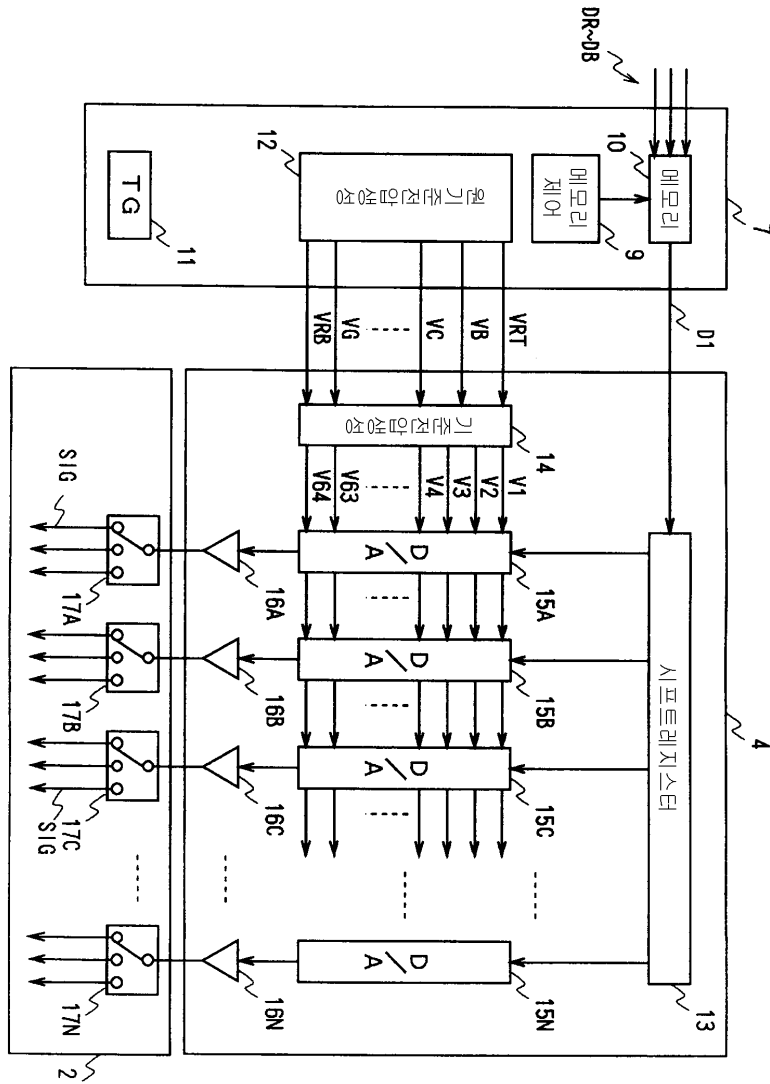 DR~DB
10
메모리
메모리
제어
9
7
12
원기준전압생성
TG
11
D1
VRT
VB
VC
VG
VRB
기준전압생성
14
V1
V2
V3
V4
V63
V64
시프트레지스터
13
4
D/A
15A
D/A
15B
D/A
15C
D/A
15N
16A
16B
16C
16N
SIG
17A
17B
SIG
17C
17N
2